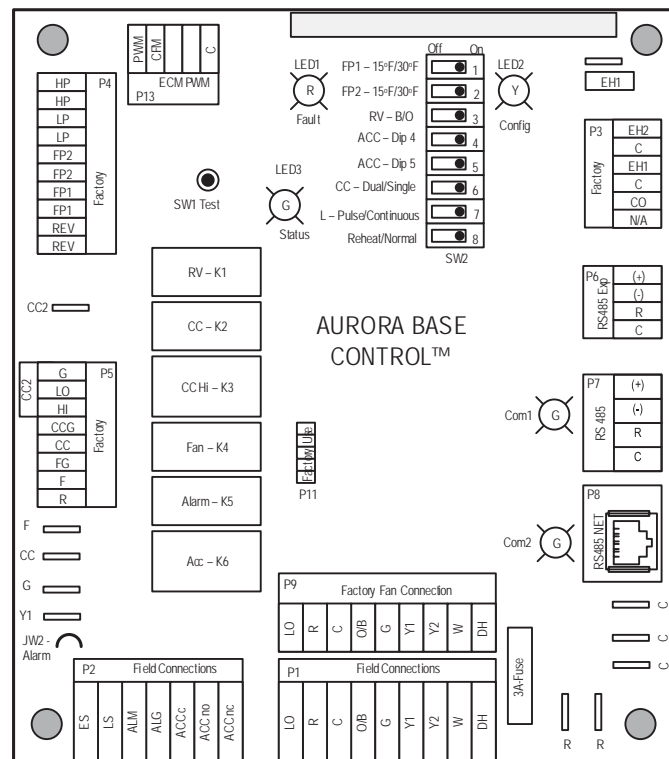 PWM
CFM
C
ECM PWM
P13
LED1
R
Fault
Off
On
FP1 – 15ºF/30ºF
1
FP2 – 15ºF/30ºF
2
RV – B/O
3
ACC – Dip 4
4
ACC – Dip 5
5
CC – Dual/Single
6
L – Pulse/Continuous
7
Reheat/Normal
8
SW2
LED2
Y
Config
EH1
P4
HP
HP
LP
LP
FP2
FP2
FP1
FP1
REV
REV
Factory
SW1 Test
LED3
G
Status
P3
EH2
C
EH1
C
CO
N/A
Factory
RV – K1
CC – K2
CC Hi – K3
Fan – K4
Alarm – K5
Acc – K6
AURORA BASE
CONTROL™
P6
RS485 Exp
(+)
(-)
R
C
CC2
CC2
P5
G
LO
HI
CCG
CC
FG
F
R
Factory
Factory Use
P11
Com1
G
P7
RS 485
(+)
(-)
R
C
Com2
G
P8
RS485 NET
F
CC
G
Y1
JW2 -
Alarm
P9
Factory Fan Connection
LO
R
C
O/B
G
Y1
Y2
W
DH
P2
Field Connections
ES
LS
ALM
ALG
ACC c
ACC no
ACC nc
P1
Field Connections
LO
R
C
O/B
G
Y1
Y2
W
DH
3A-Fuse
C
C
C
R
R